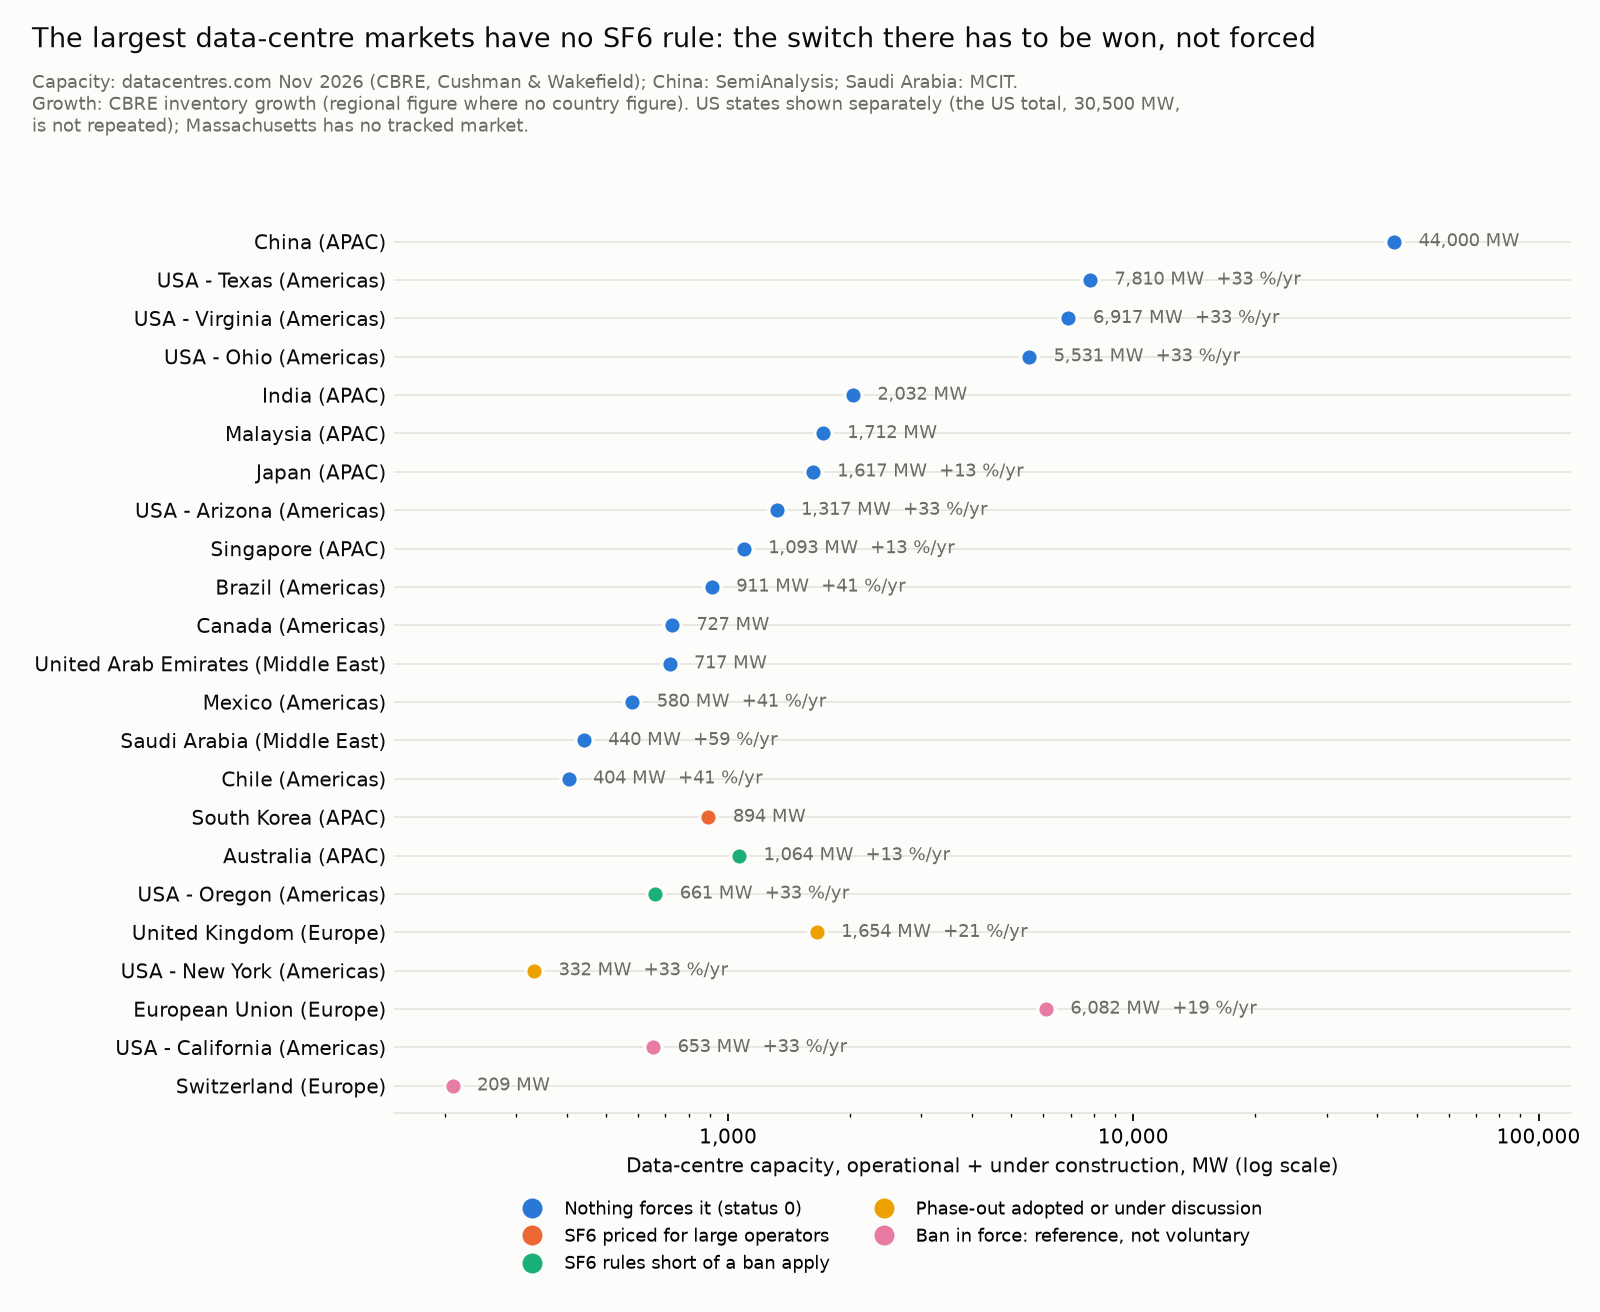 The largest data-centre markets have no SF6 rule: the switch there has to be won, not forced
Capacity: datacentres.com Nov 2026 (CBRE, Cushman & Wakefield); China: SemiAnalysis; Saudi Arabia: MCIT.
Growth: CBRE inventory growth (regional figure where no country figure). US states shown separately (the US total, 30,500 MW,
is not repeated); Massachusetts has no tracked market.
China (APAC) 44,000 MW
USA - Texas (Americas) 7,810 MW +33 %/yr
USA - Virginia (Americas) 6,917 MW +33 %/yr
USA - Ohio (Americas) 5,531 MW +33 %/yr
India (APAC) 2,032 MW
Malaysia (APAC) 1,712 MW
Japan (APAC) 1,617 MW +13 %/yr
USA - Arizona (Americas) 1,317 MW +33 %/yr
Singapore (APAC) 1,093 MW +13 %/yr
Brazil (Americas) 911 MW +41 %/yr
Canada (Americas) 727 MW
United Arab Emirates (Middle East) 717 MW
Mexico (Americas) 580 MW +41 %/yr
Saudi Arabia (Middle East) 440 MW +59 %/yr
Chile (Americas) 404 MW +41 %/yr
South Korea (APAC) 894 MW
Australia (APAC) 1,064 MW +13 %/yr
USA - Oregon (Americas) 661 MW +33 %/yr
United Kingdom (Europe) 1,654 MW +21 %/yr
USA - New York (Americas) 332 MW +33 %/yr
European Union (Europe) 6,082 MW +19 %/yr
USA - California (Americas) 653 MW +33 %/yr
Switzerland (Europe) 209 MW
1,000 10,000 100,000
Data-centre capacity, operational + under construction, MW (log scale)
Nothing forces it (status 0)
SF6 priced for large operators
SF6 rules short of a ban apply
Phase-out adopted or under discussion
Ban in force: reference, not voluntary